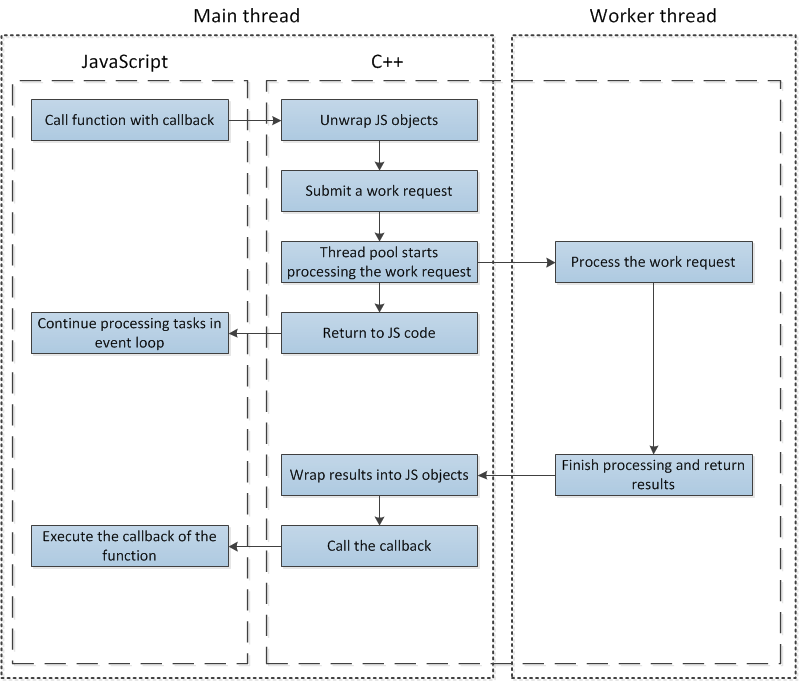 Main thread
Worker thread
JavaScript
C++
Call function with callback
Unwrap JS objects
Submit a work request
Thread pool starts
processing the work request
Process the work request
Continue processing tasks in
event loop
Return to JS code
Wrap results into JS objects
Finish processing and return
results
Execute the callback of the
function
Call the callback